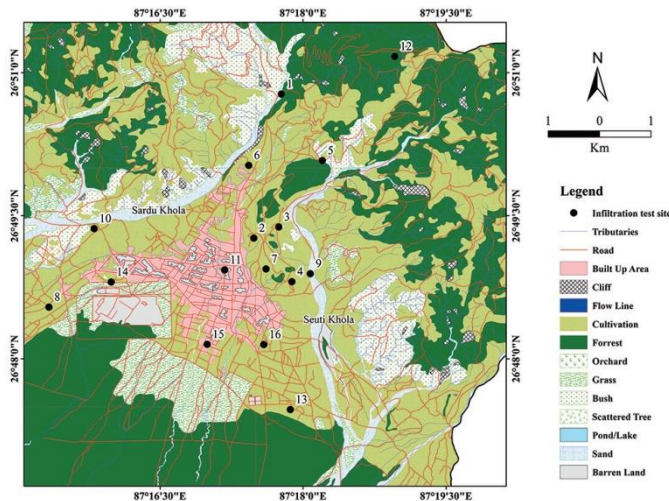 87°16'30"E 87°18'0"E 87°19'30"E
12
1
26°51'0"N
26°51'0"N
N
5
6
1 0 1
Km
Legend
Infiltration test site
Tributaries
Road
Built Up Area
Cliff
Flow Line
Cultivation
Forrest
Orchard
Grass
Bush
Scattered Tree
Pond/Lake
Sand
Barren Land
26°49'30"N
26°49'30"N
Sardu Khola
10
3
2
11
7
9
14
4
8
Seuti Khola
15
16
26°48'0"N
26°48'0"N
13
87°16'30"E 87°18'0"E 87°19'30"E